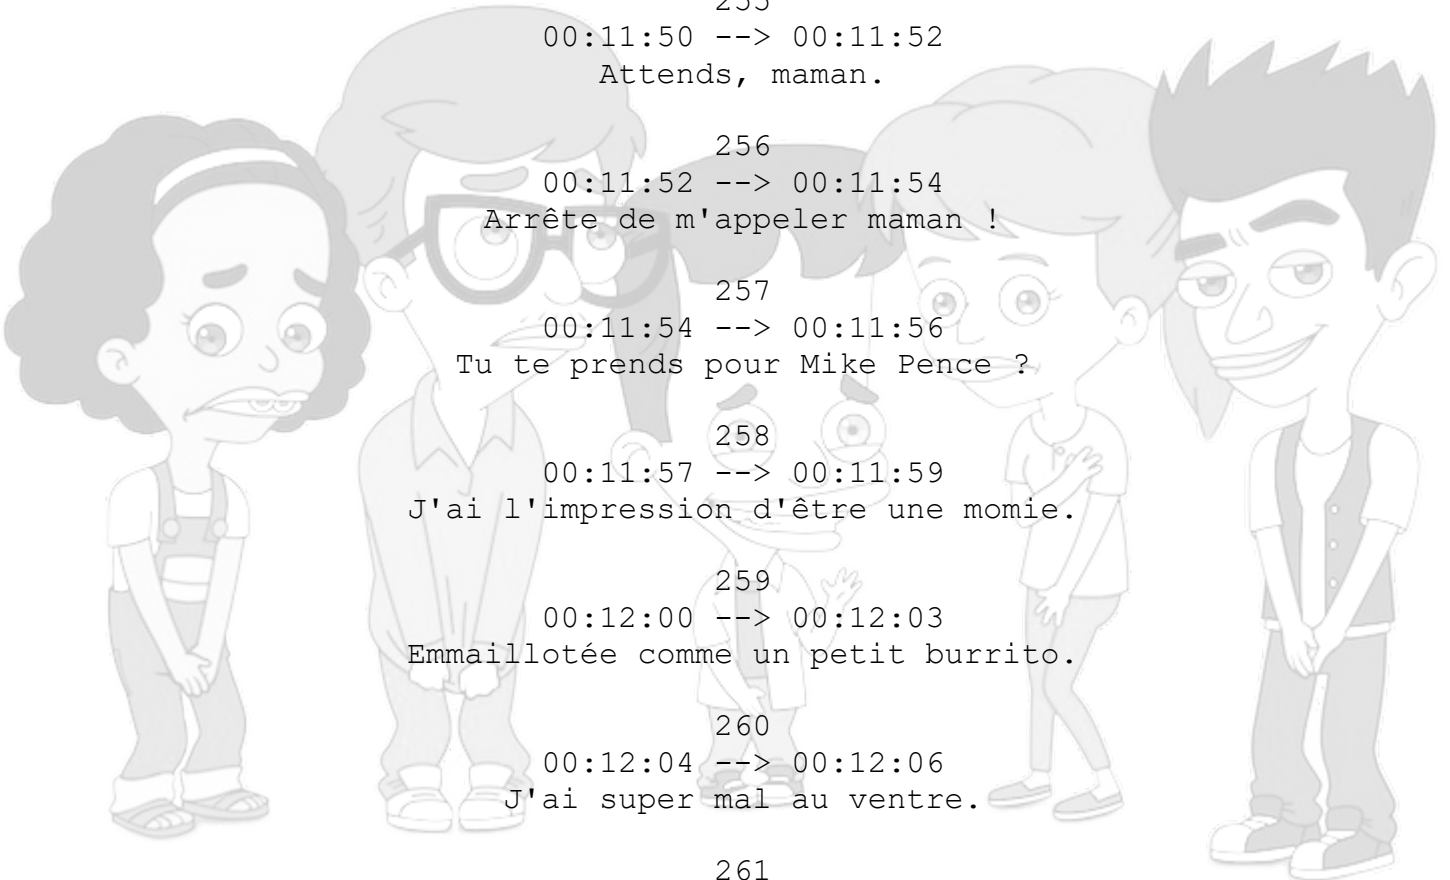 255
00:11:50 --> 00:11:52
Attends, maman.
256
00:11:52 --> 00:11:54
Arrête de m'appeler maman !
257
00:11:54 --> 00:11:56
Tu te prends pour Mike Pence ?
258
00:11:57 --> 00:11:59
J'ai l'impression d'être une momie.
259
00:12:00 --> 00:12:03
Emmaillotée comme un petit burrito.
260
00:12:04 --> 00:12:06
J'ai super mal au ventre.
261